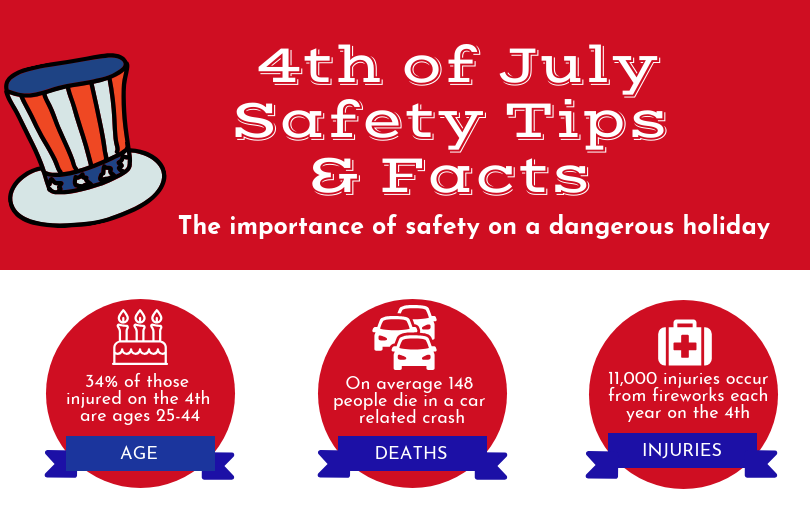 4th of July
Safety Tips
& Facts
The importance of safety on a dangerous holiday
34% of those
injured on the 4th
are ages 25-44
AGE
On average 148
people die in a car
related crash
DEATHS
11,000 injuries occur
from fireworks each
year on the 4th
INJURIES